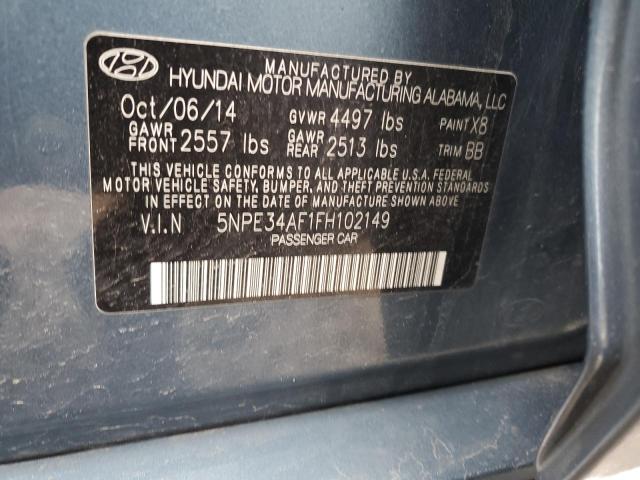 MANUFACTURED BY
HYUNDAI MOTOR MANUFACTURING ALABAMA, LLC
Oct/06/14 GVWR 4497 lbs PAINT X8
GAWR FRONT 2557 lbs GAWR REAR 2513 lbs TRIM BB
THIS VEHICLE CONFORMS TO ALL APPLICABLE U.S.A. FEDERAL
MOTOR VEHICLE SAFETY, BUMPER, AND THEFT PREVENTION STANDARDS
IN EFFECT ON THE DATE OF MANUFACTURE SHOWN ABOVE.
V.I.N 5NPE34AF1FH102149
PASSENGER CAR